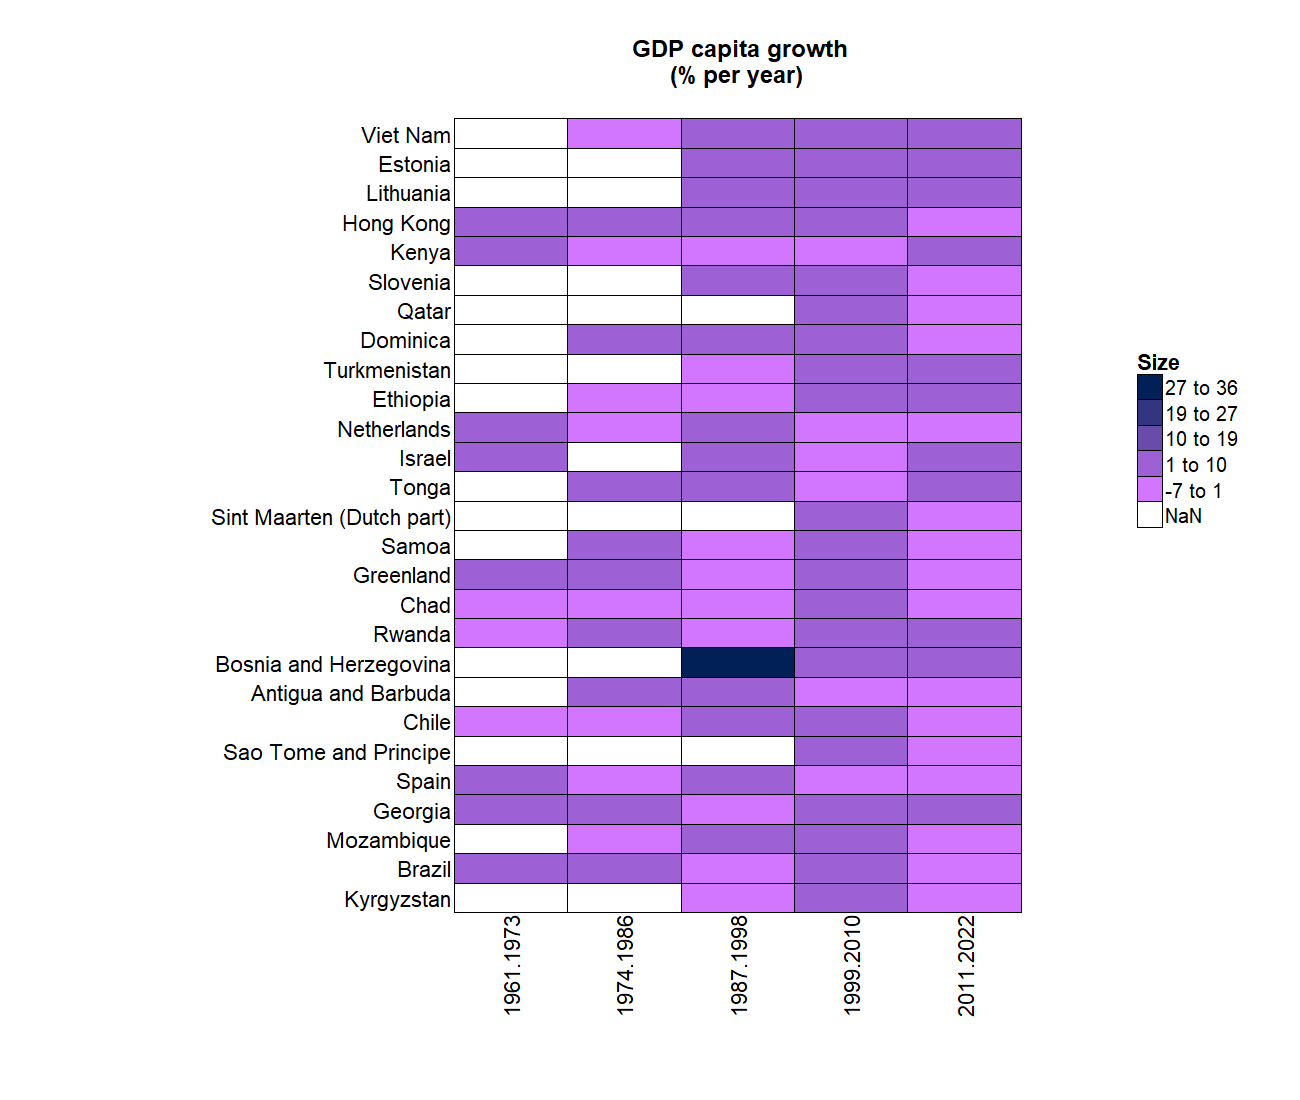 GDP capita growth
(% per year)
Viet Nam
Estonia
Lithuania
Hong Kong
Kenya
Slovenia
Qatar
Dominica
Turkmenistan
Ethiopia
Netherlands
Israel
Tonga
Sint Maarten (Dutch part)
Samoa
Greenland
Chad
Rwanda
Bosnia and Herzegovina
Antigua and Barbuda
Chile
Sao Tome and Principe
Spain
Georgia
Mozambique
Brazil
Kyrgyzstan
1961.1973
1974.1986
1987.1998
1999.2010
2011.2022
Size
27 to 36
19 to 27
10 to 19
1 to 10
-7 to 1
NaN